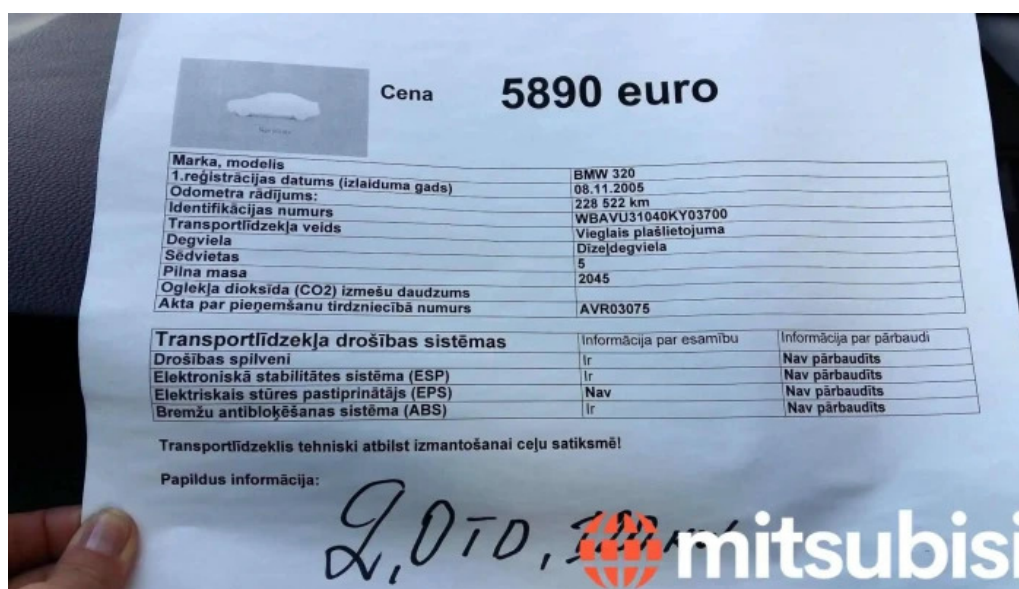 Cena 5890 euro
Marka, modelis BMW 320
1.reģistrācijas datums (izlaiduma gads) 08.11.2005
Odometra rādījums: 228 522 km
Identifikācijas numurs WBAVU31040KY03700
Transportlīdzekļa veids Vieglais plašlietojuma
Degviela Dīzeļdegviela
Sēdvietas 5
Pilna masa 2045
Oglekļa dioksīda (CO2) izmešu daudzums
Akta par pieņemšanu tirdzniecībā numurs AVR03075
Transportlīdzekļa drošības sistēmas Informācija par esamību Informācija par pārbaudi
Drošības spilveni Ir Nav pārbaudīts
Elektroniskā stabilitātes sistēma (ESP) Ir Nav pārbaudīts
Elektriskais stūres pastiprinātājs (EPS) Nav Nav pārbaudīts
Bremžu antibloķēšanas sistēma (ABS) Ir Nav pārbaudīts
Transportlīdzeklis tehniski atbilst izmantošanai ceļu satiksmē!
Papildus informācija:
2,0TD,
mitsubisi